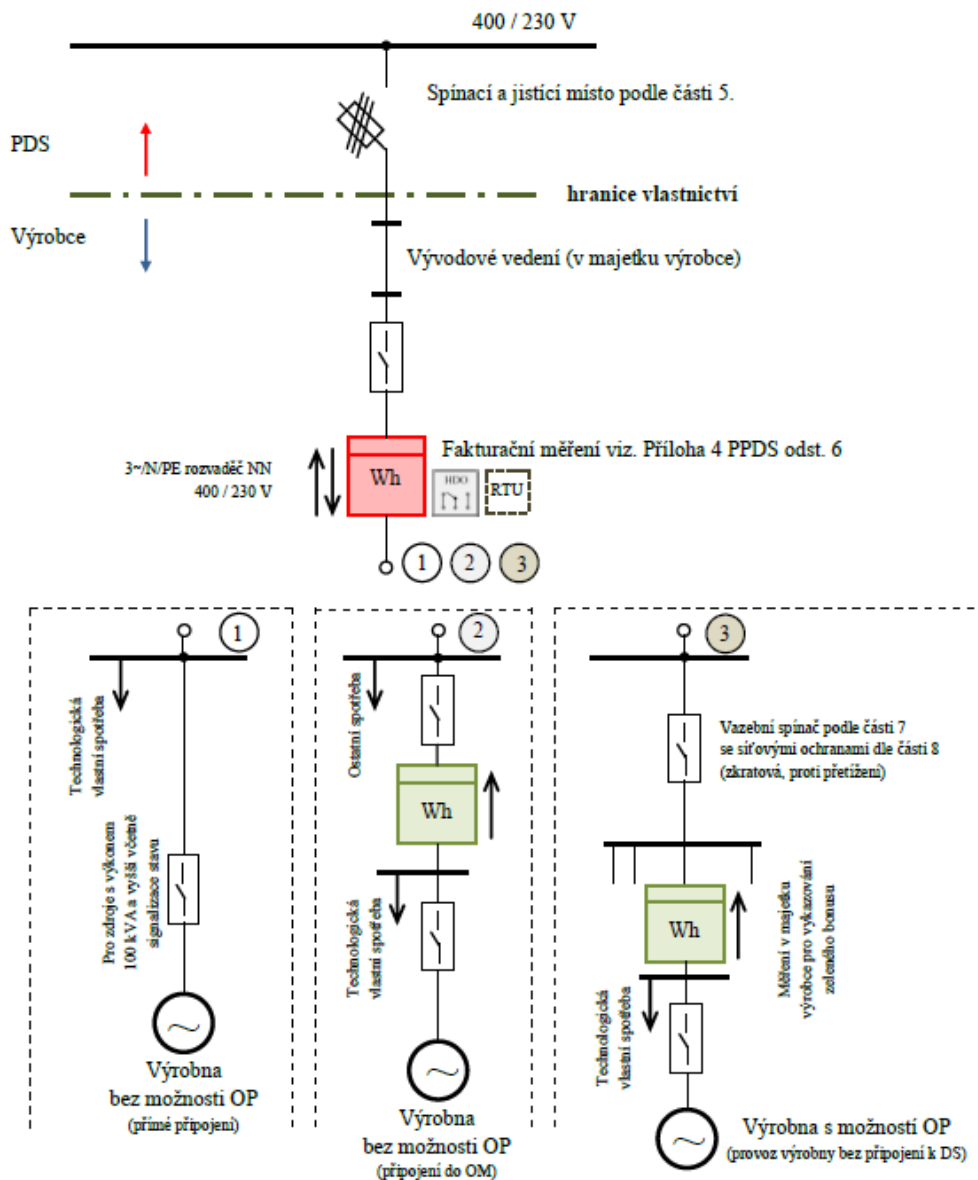 400 / 230 V
Spínací a jistící místo podle části 5.
PDS
hranice vlastnictví
Výrobce
Vývodové vedení (v majetku výrobce)
3~/N/PE rozvaděč NN
400 / 230 V
Wh
Fakturační měření viz. Příloha 4 PPDS odst. 6
HDO
RTU
1
2
3
1
Technologická
vlastní spotřeba
Pro zdroje s výkonem
100 kVA a vyšší včetně
signalizace stavu
Výrobna
bez možnosti OP
(přímé připojení)
2
Ostatní spotřeba
Wh
Technologická
vlastní spotřeba
Výrobna
bez možnosti OP
(připojení do OM)
3
Vazební spínač podle části 7
se síťovými ochranami dle části 8
(zkratová, proti přetížení)
Wh
Měření v majetku
výrobce pro vykazování
zeleného bonusu
Technologická
vlastní spotřeba
Výrobna s možností OP
(provoz výrobny bez připojení k DS)